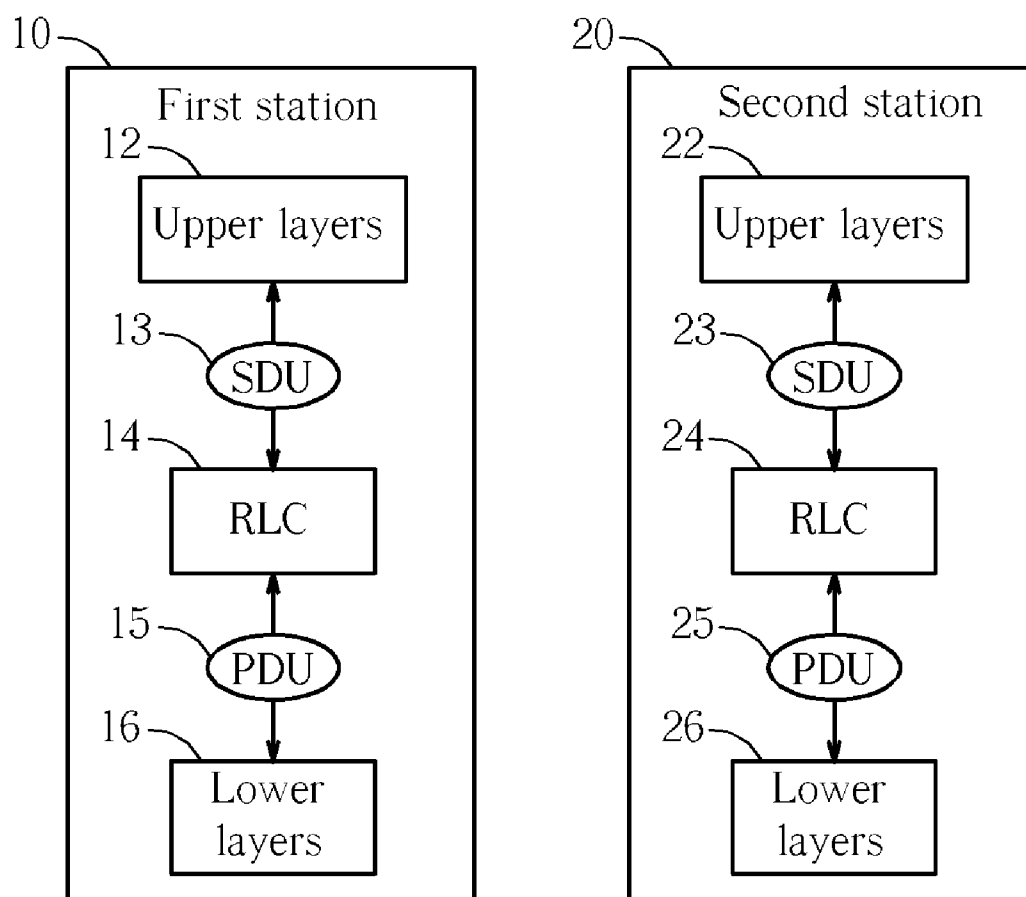 10
First station
12
Upper layers
13
SDU
14
RLC
15
PDU
16
Lower
layers
20
Second station
22
Upper layers
23
SDU
24
RLC
25
PDU
26
Lower
layers